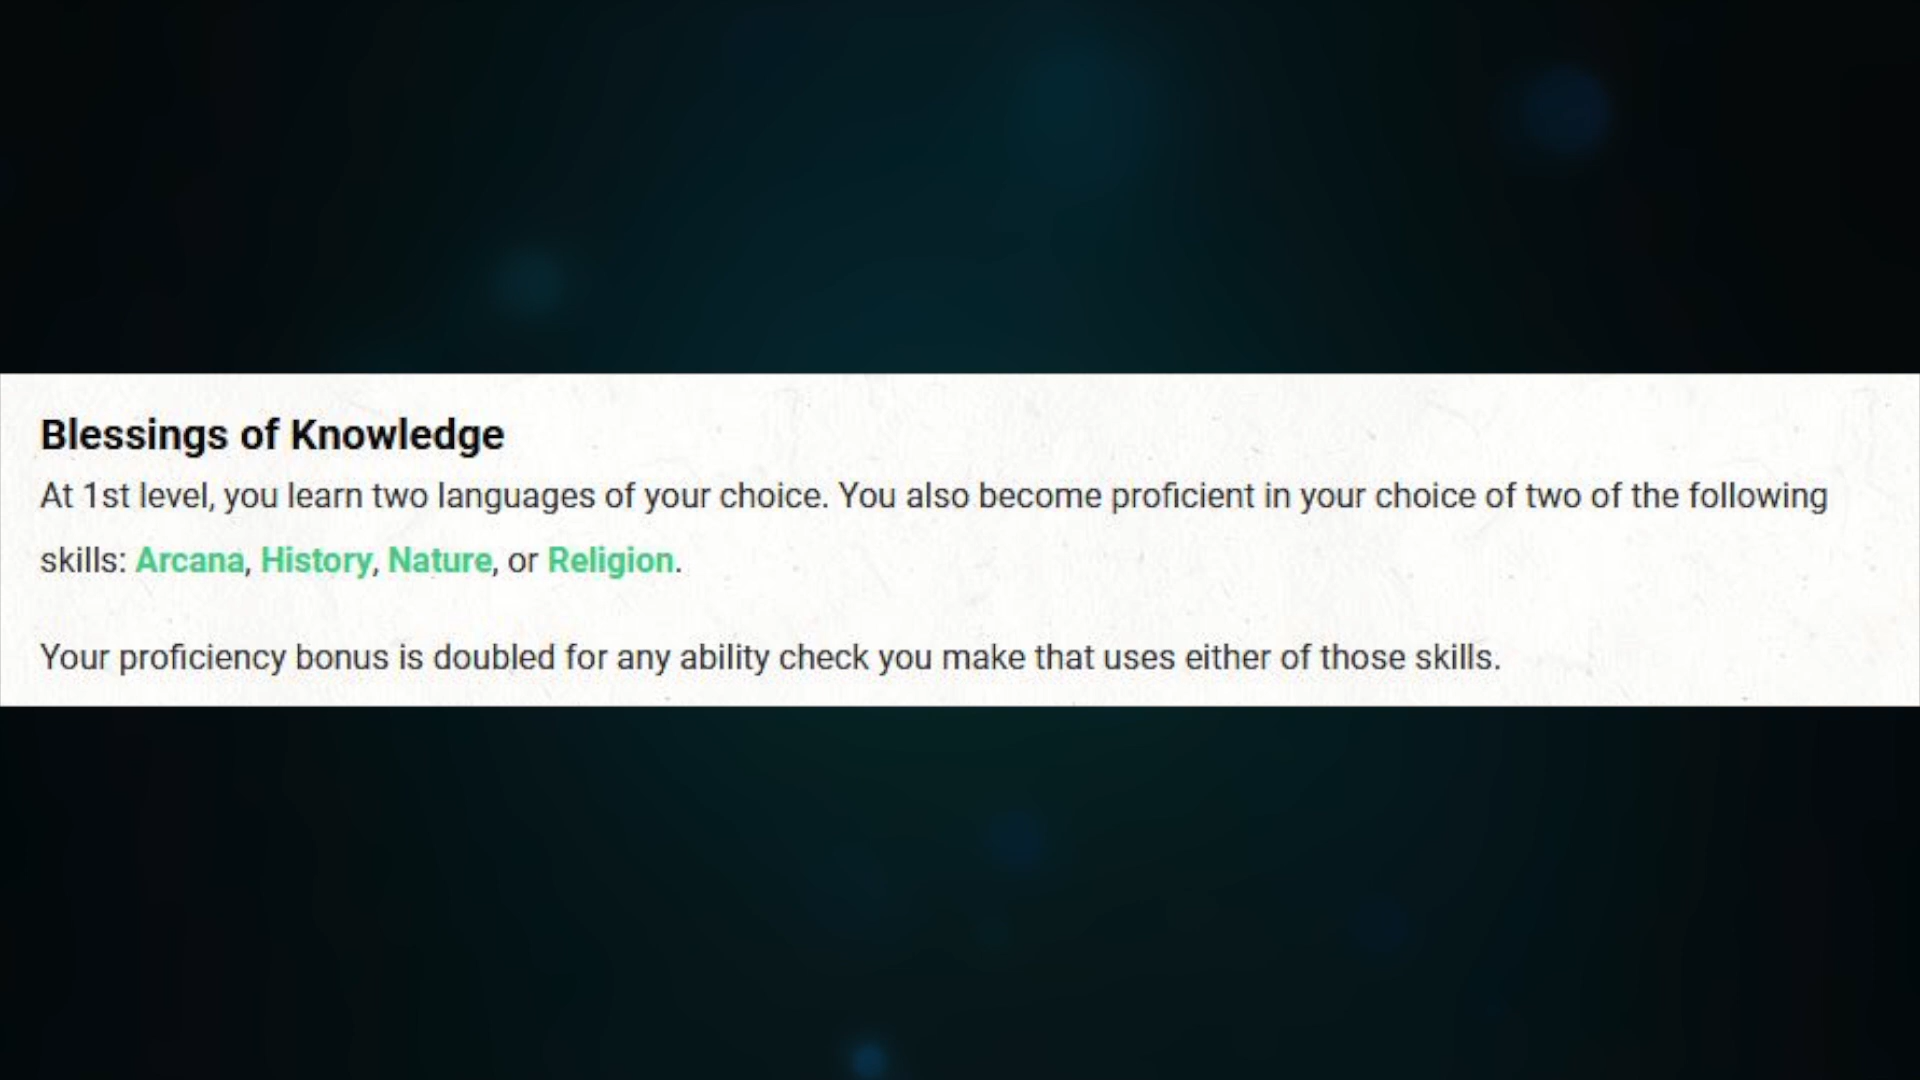 Blessings of Knowledge
At 1st level, you learn two languages of your choice. You also become proficient in your choice of two of the following
skills: Arcana, History, Nature, or Religion.
Your proficiency bonus is doubled for any ability check you make that uses either of those skills.